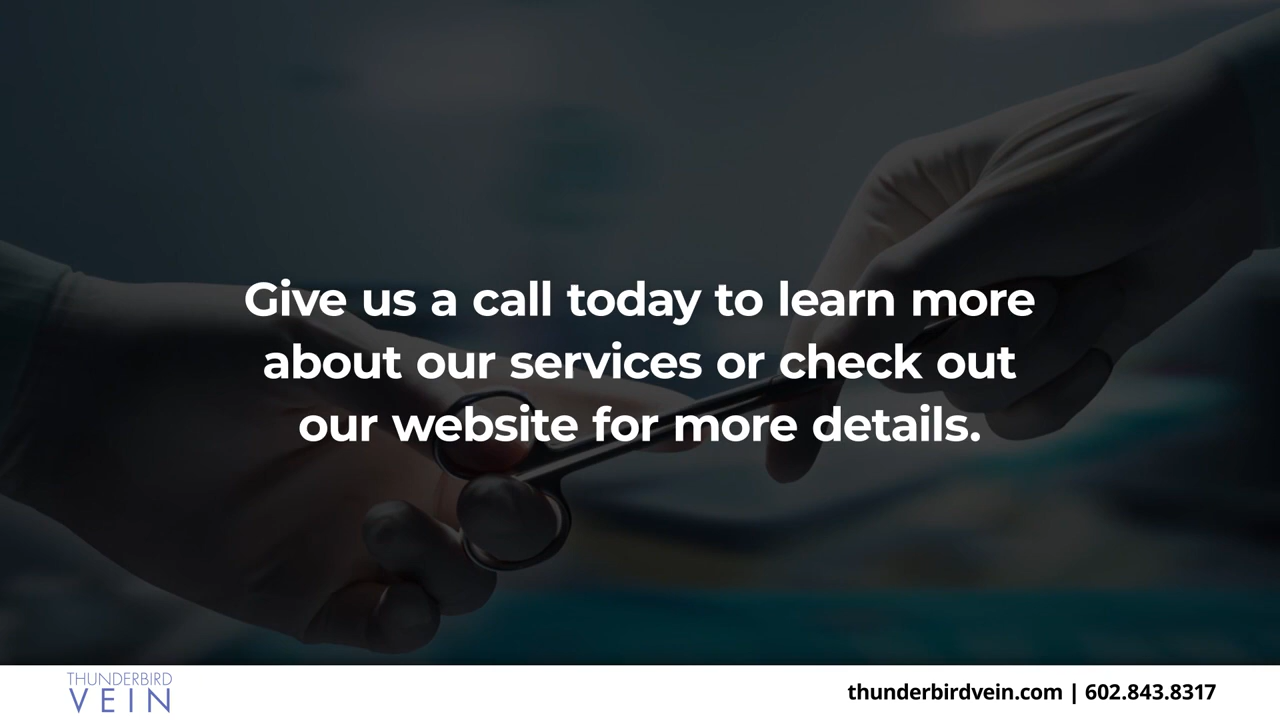 Give us a call today to learn more
about our services or check out
our website for more details.
THUNDERBIRD
VEIN
thunderbirdvein.com | 602.843.8317